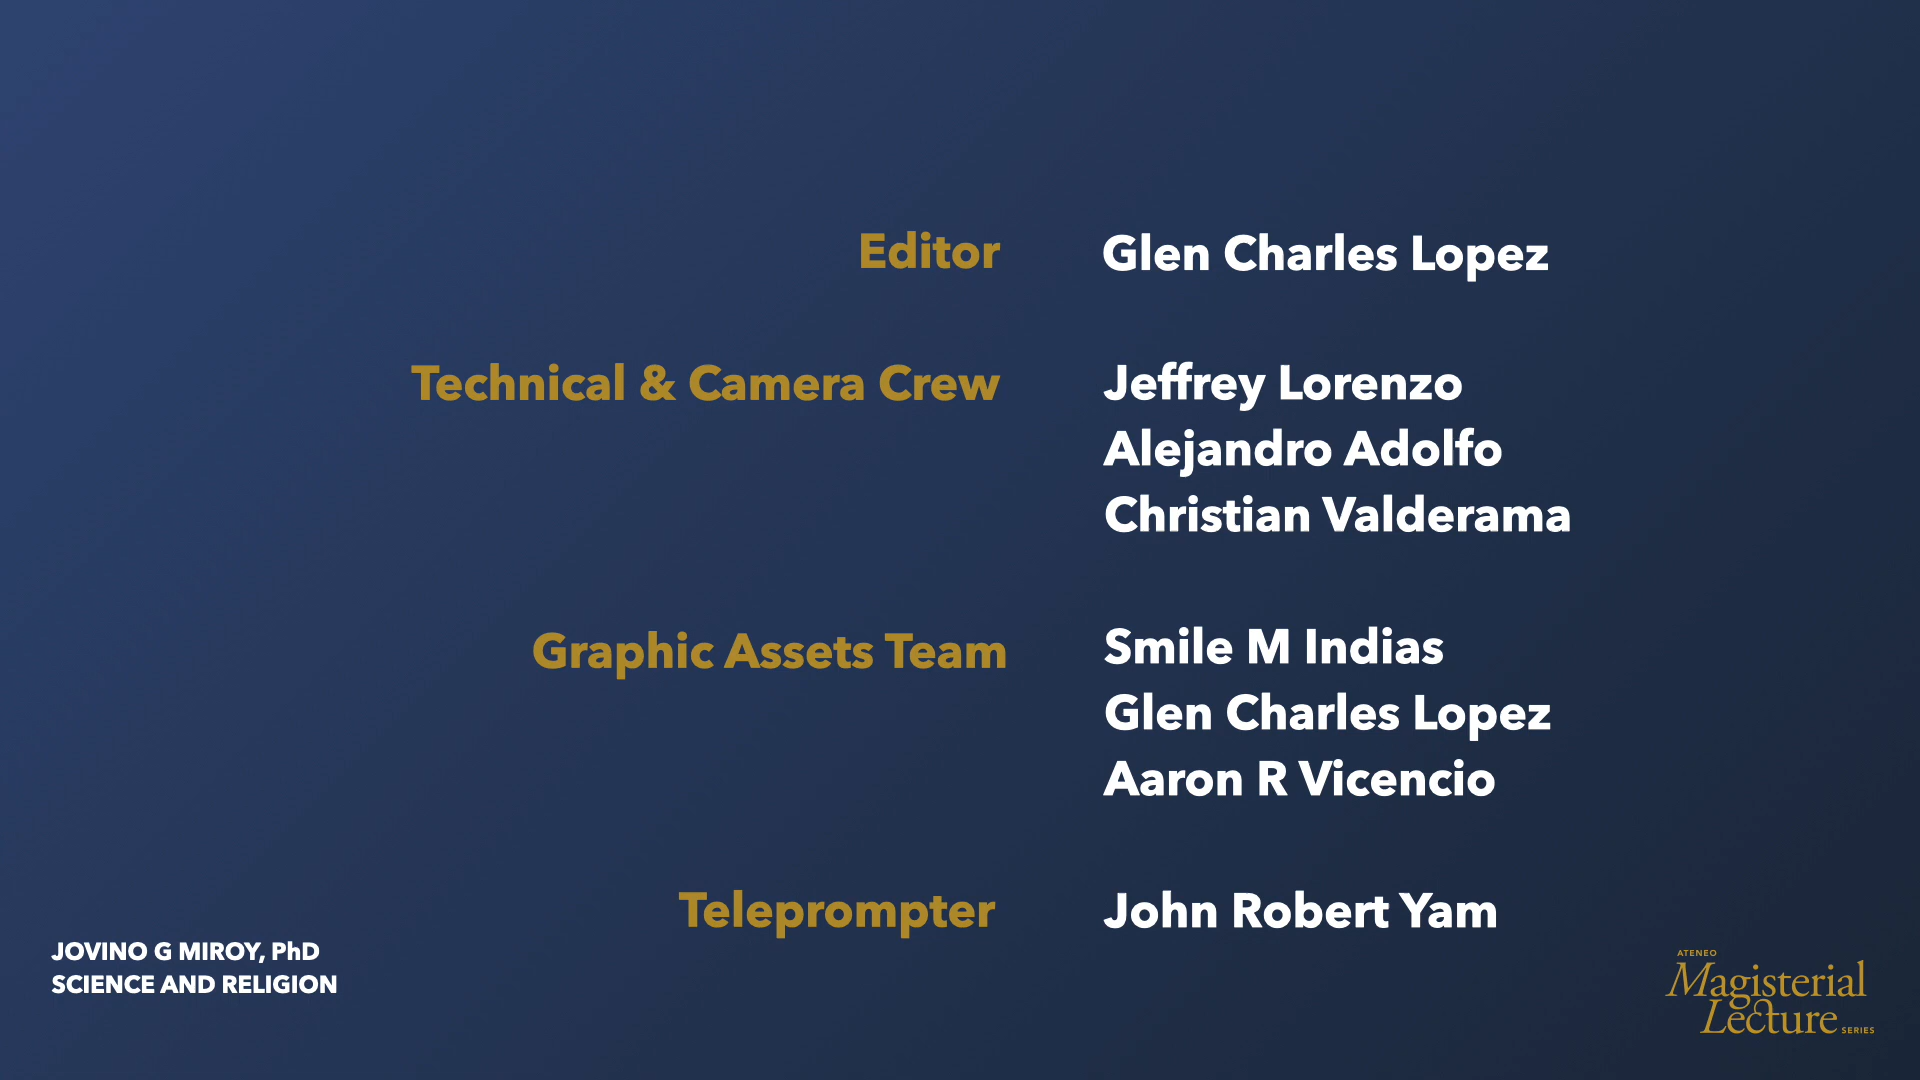 Editor Glen Charles Lopez
Technical & Camera Crew Jeffrey Lorenzo
Alejandro Adolfo
Christian Valderama
Graphic Assets Team Smile M Indias
Glen Charles Lopez
Aaron R Vicencio
Teleprompter John Robert Yam
JOVINO G MIROY, PhD
SCIENCE AND RELIGION
ATENEO
Magisterial
Lecture SERIES